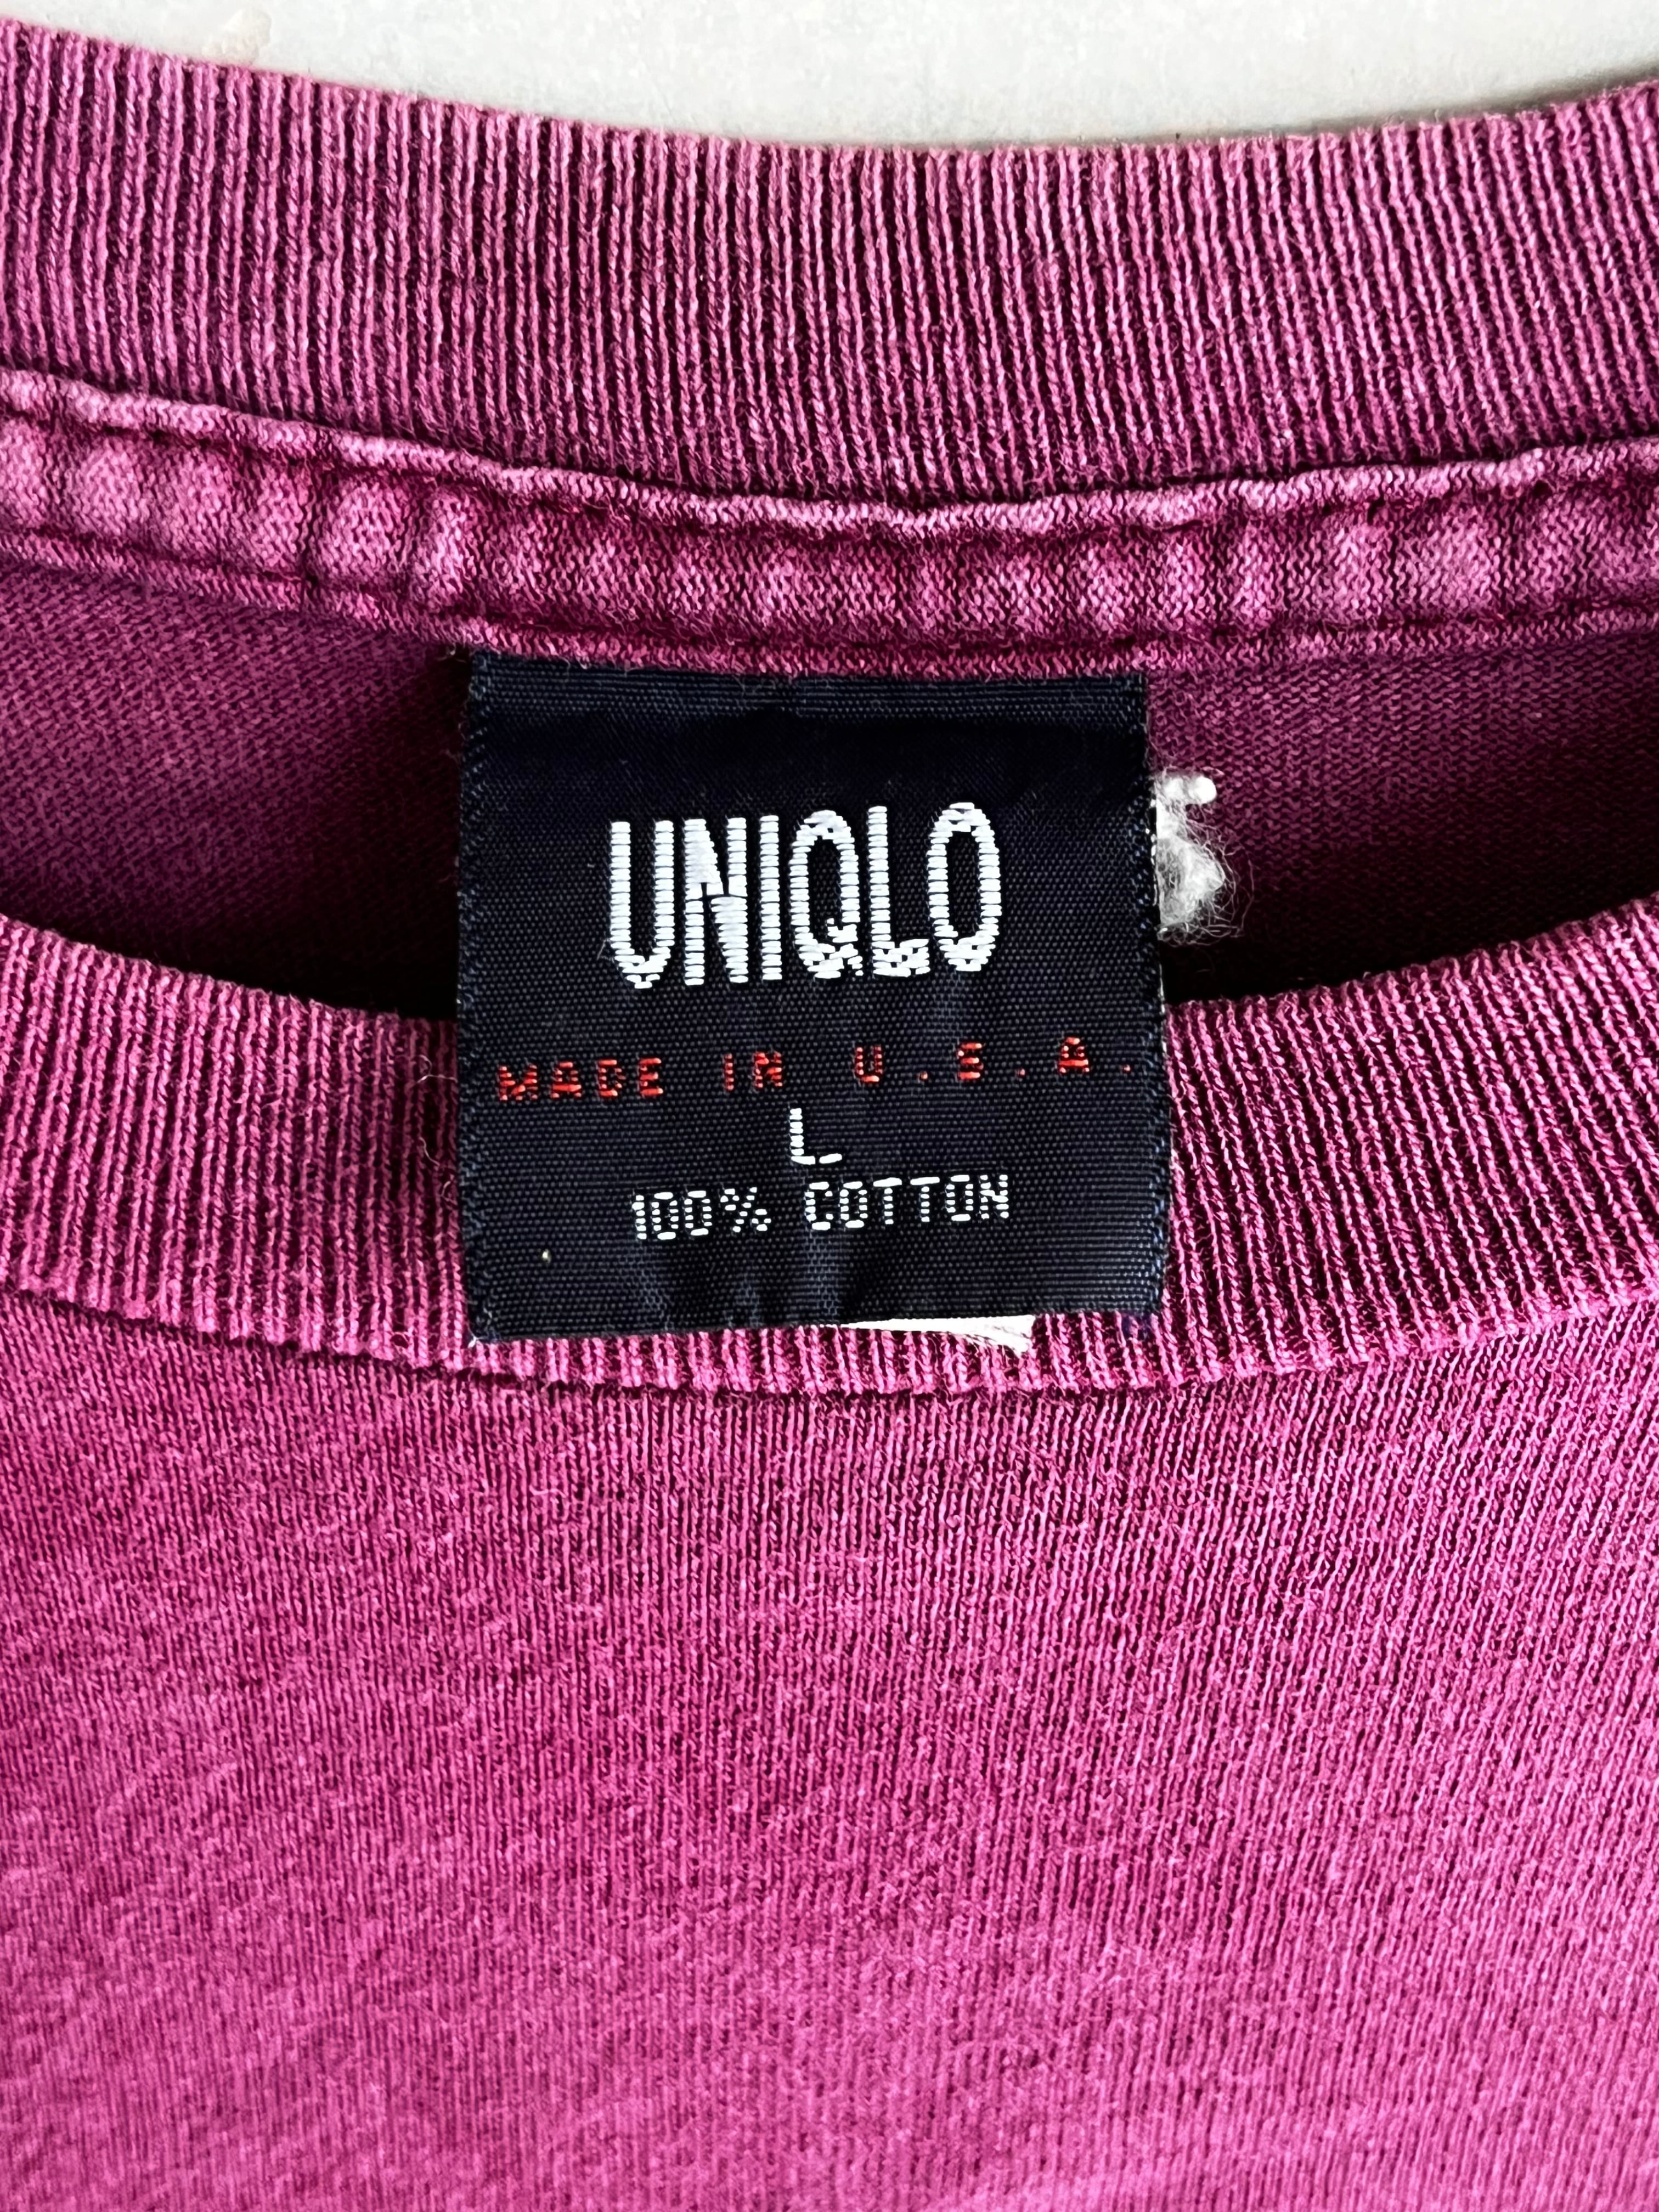 UNIQLO
MADE IN U.S.A.
L
100% COTTON